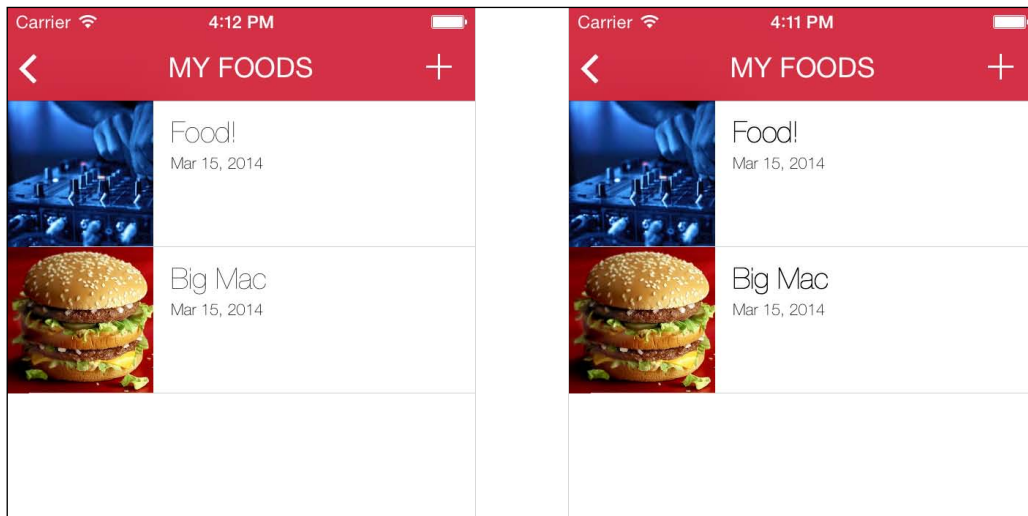 Carrier 4:12 PM
MY FOODS
Food!
Mar 15, 2014
Big Mac
Mar 15, 2014
Carrier 4:11 PM
MY FOODS
Food!
Mar 15, 2014
Big Mac
Mar 15, 2014